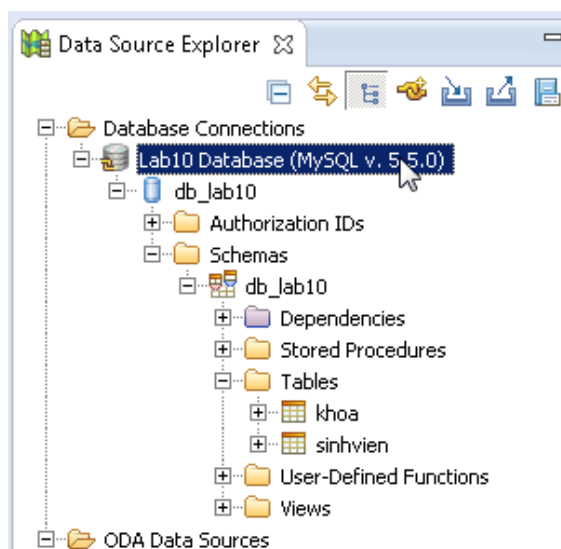 Data Source Explorer
Database Connections
Lab10 Database (MySQL v. 5.5.0)
db_lab10
Authorization IDs
Schemas
db_lab10
Dependencies
Stored Procedures
Tables
khoa
sinhvien
User-Defined Functions
Views
ODA Data Sources